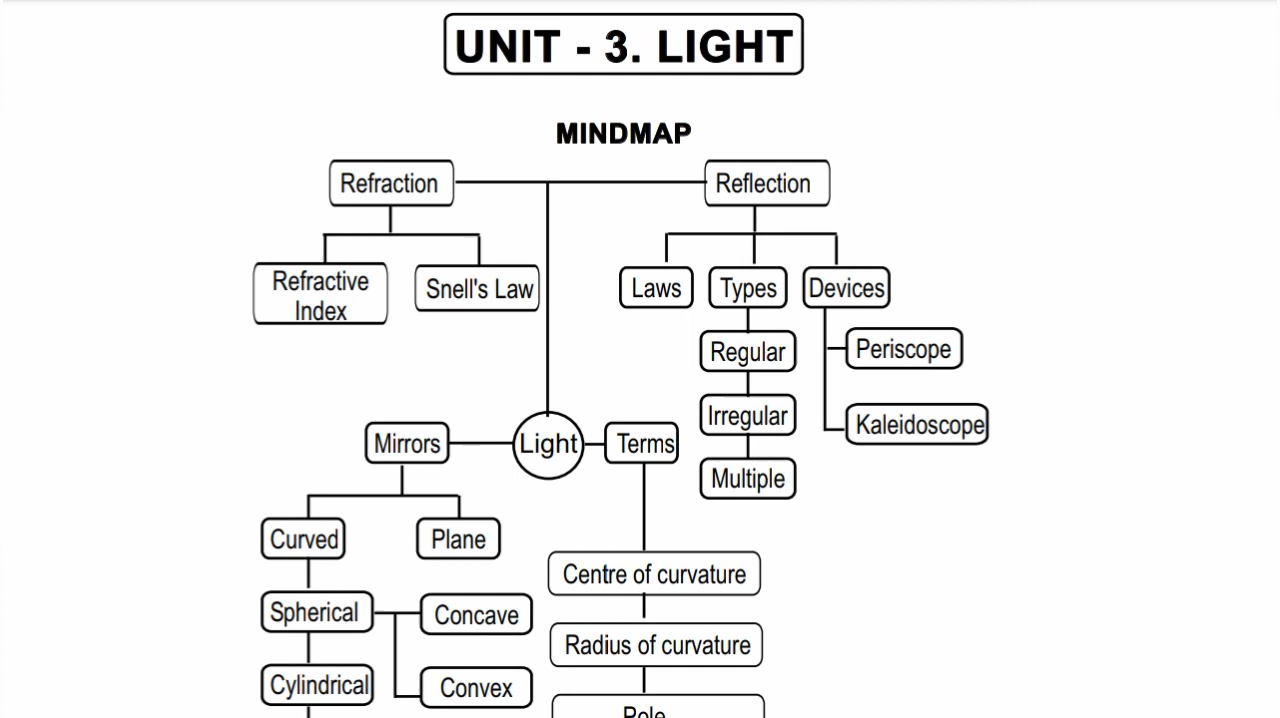 UNIT - 3. LIGHT
MINDMAP
Refraction
Reflection
Refractive
Index
Snell's Law
Laws
Types
Devices
Regular
Periscope
Irregular
Kaleidoscope
Multiple
Mirrors
Light
Terms
Curved
Plane
Centre of curvature
Spherical
Concave
Radius of curvature
Cylindrical
Convex
Pole